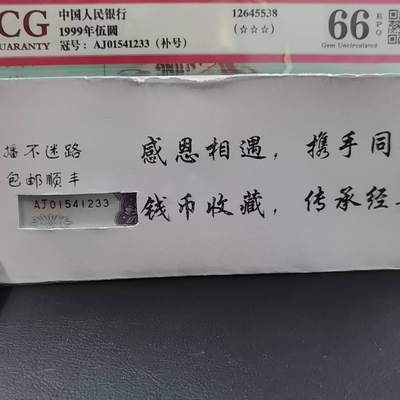 CG
UARANTY
中国人民银行
1999年伍圆
冠号：AJ01541233（补号）
12645538
(☆☆☆)
66
EPQ
Gem Uncirculated
播不迷路
包邮顺丰
AJ01541233
感恩相遇，携手同
钱币收藏，传承经